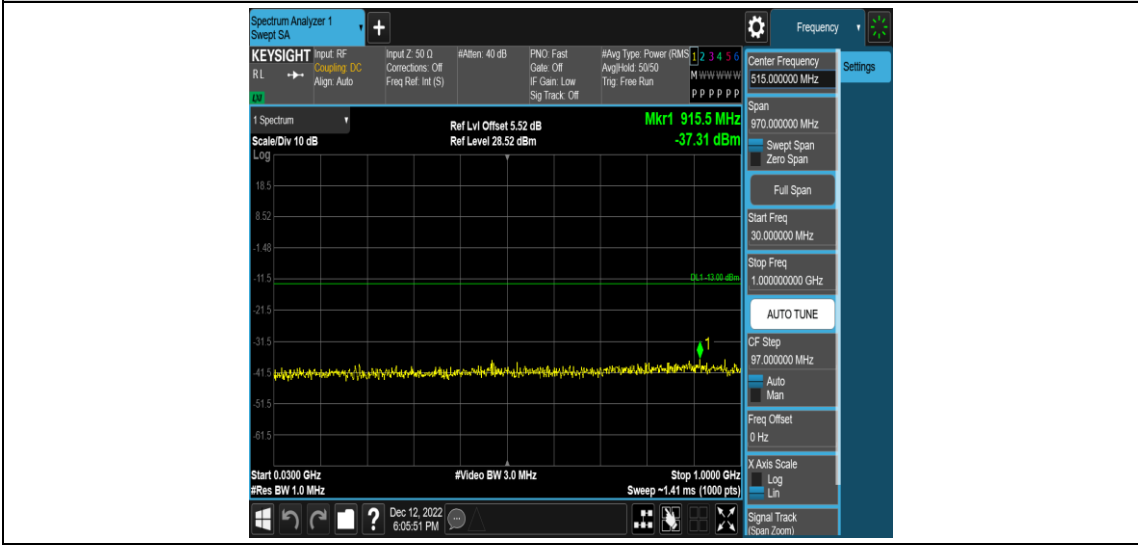 Spectrum Analyzer 1
Swept SA
+
Frequency
KEYSIGHT
RL
LM
Input: RF
Coupling: DC
Align: Auto
Input Z: 50 Ω
Corrections: Off
Freq Ref: Int (S)
#Atten: 40 dB
PNO: Fast
Gate: Off
IF Gain: Low
Sig Track: Off
#Avg Type: Power (RMS
Avg|Hold: 50/50
Trig: Free Run
1 2 3 4 5 6
M W W W W W
P P P P P P
1 Spectrum
Scale/Div 10 dB
Log
Ref Lvl Offset 5.52 dB
Ref Level 28.52 dBm
Mkr1 915.5 MHz
-37.31 dBm
18.5
8.52
-1.48
-11.5
DL1 -13.00 dBm
-21.5
-31.5
1
-41.5
-51.5
-61.5
Start 0.0300 GHz
#Res BW 1.0 MHz
#Video BW 3.0 MHz
Stop 1.0000 GHz
Sweep ~1.41 ms (1000 pts)
?
Dec 12, 2022
6:05:51 PM
Center Frequency
515.000000 MHz
Settings
Span
970.000000 MHz
Swept Span
Zero Span
Full Span
Start Freq
30.000000 MHz
Stop Freq
1.000000000 GHz
AUTO TUNE
CF Step
97.000000 MHz
Auto
Man
Freq Offset
0 Hz
X Axis Scale
Log
Lin
Signal Track
(Span Zoom)